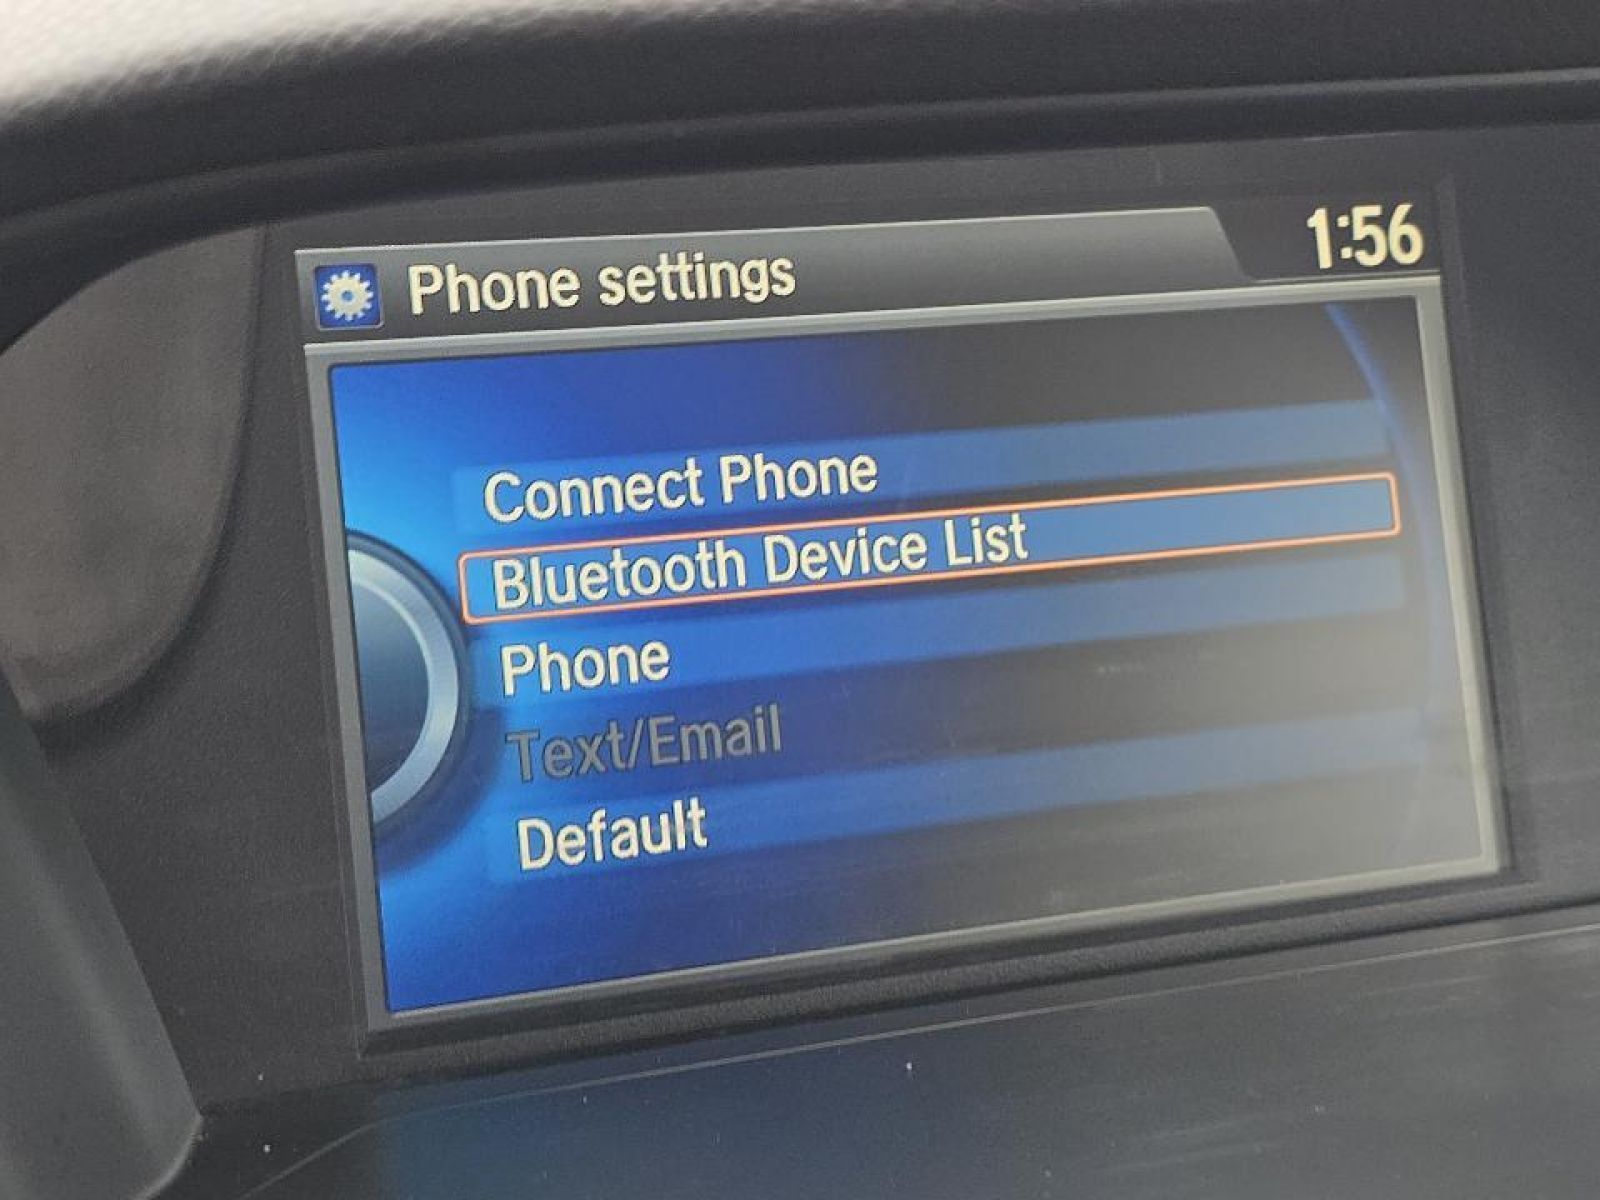 Phone settings
1:56
Connect Phone
Bluetooth Device List
Phone
Text/Email
Default